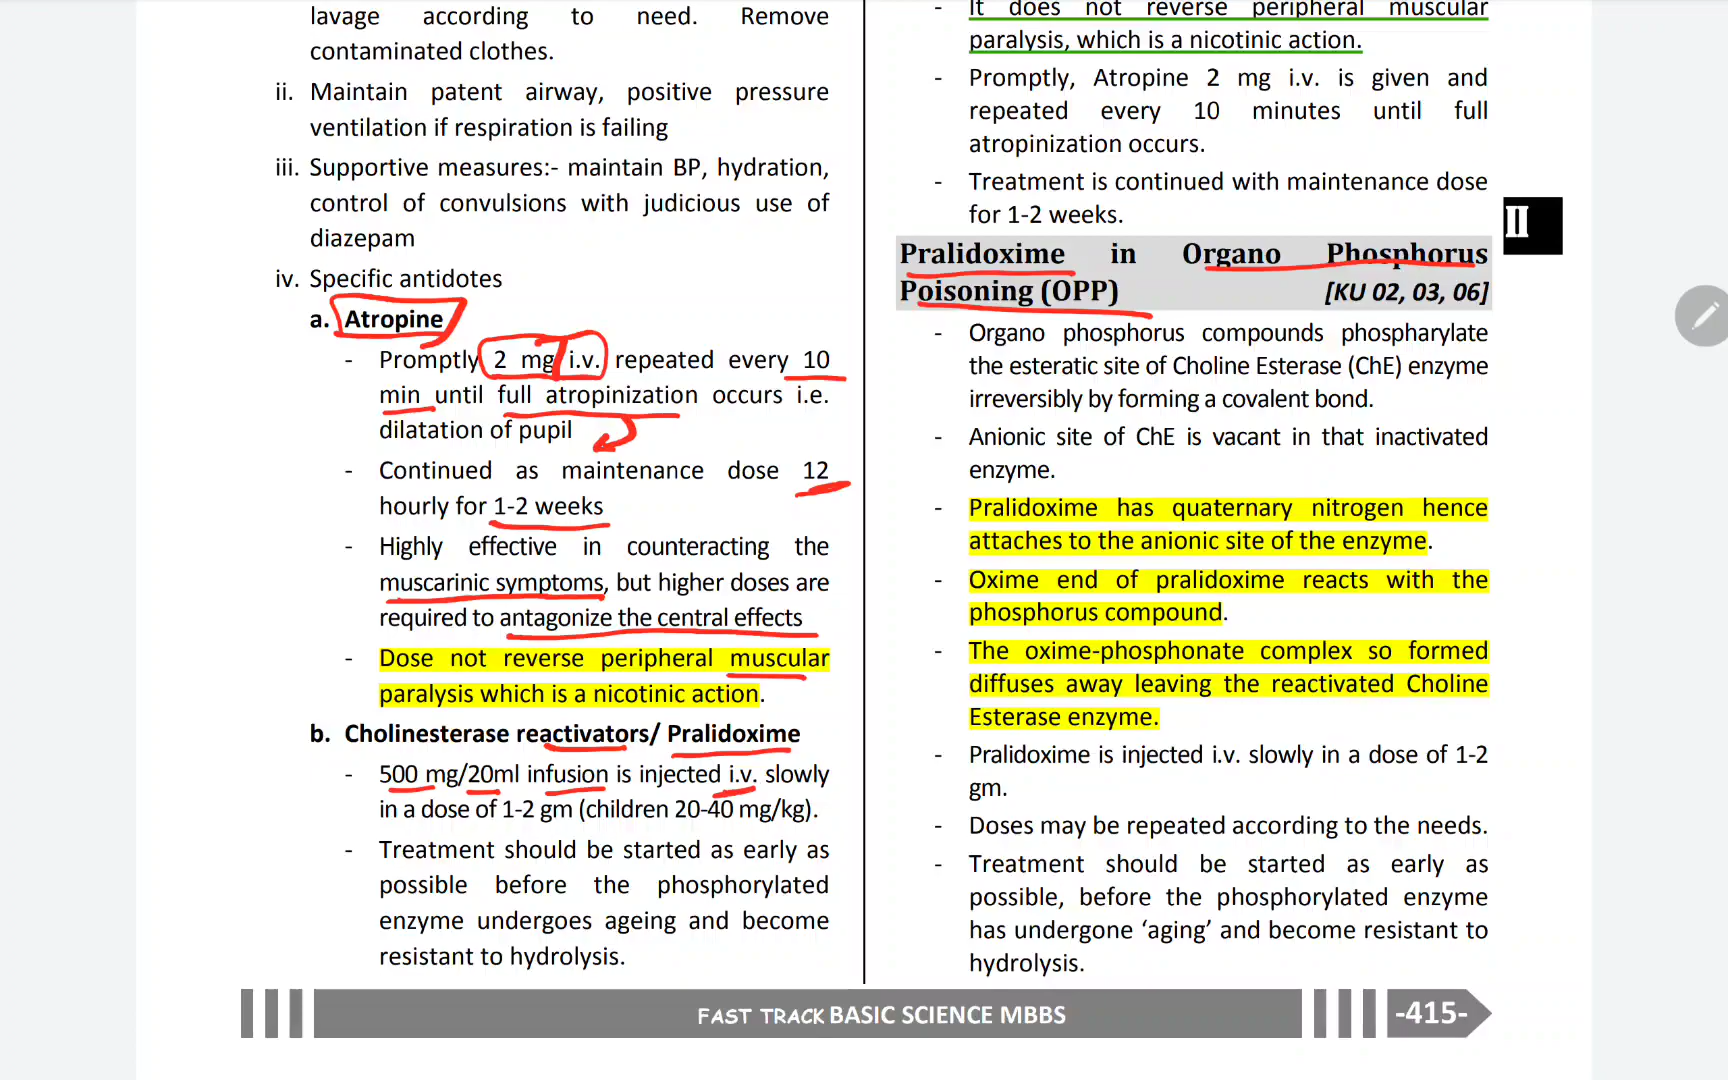 lavage according to need. Remove
contaminated clothes.
ii. Maintain patent airway, positive pressure
ventilation if respiration is failing
iii. Supportive measures:- maintain BP, hydration,
control of convulsions with judicious use of
diazepam
iv. Specific antidotes
a. Atropine
- Promptly 2 mg i.v. repeated every 10
min until full atropinization occurs i.e.
dilatation of pupil
- Continued as maintenance dose 12
hourly for 1-2 weeks
- Highly effective in counteracting the
muscarinic symptoms, but higher doses are
required to antagonize the central effects
- Dose not reverse peripheral muscular
paralysis which is a nicotinic action.
b. Cholinesterase reactivators/ Pralidoxime
- 500 mg/20ml infusion is injected i.v. slowly
in a dose of 1-2 gm (children 20-40 mg/kg).
- Treatment should be started as early as
possible before the phosphorylated
enzyme undergoes ageing and become
resistant to hydrolysis.
- It does not reverse peripheral muscular
paralysis, which is a nicotinic action.
- Promptly, Atropine 2 mg i.v. is given and
repeated every 10 minutes until full
atropinization occurs.
- Treatment is continued with maintenance dose
for 1-2 weeks.
II
Pralidoxime in Organo Phosphorus
Poisoning (OPP) [KU 02, 03, 06]
- Organo phosphorus compounds phospharylate
the esteratic site of Choline Esterase (ChE) enzyme
irreversibly by forming a covalent bond.
- Anionic site of ChE is vacant in that inactivated
enzyme.
- Pralidoxime has quaternary nitrogen hence
attaches to the anionic site of the enzyme.
- Oxime end of pralidoxime reacts with the
phosphorus compound.
- The oxime-phosphonate complex so formed
diffuses away leaving the reactivated Choline
Esterase enzyme.
- Pralidoxime is injected i.v. slowly in a dose of 1-2
gm.
- Doses may be repeated according to the needs.
- Treatment should be started as early as
possible, before the phosphorylated enzyme
has undergone ‘aging’ and become resistant to
hydrolysis.
FAST TRACK BASIC SCIENCE MBBS
-415-